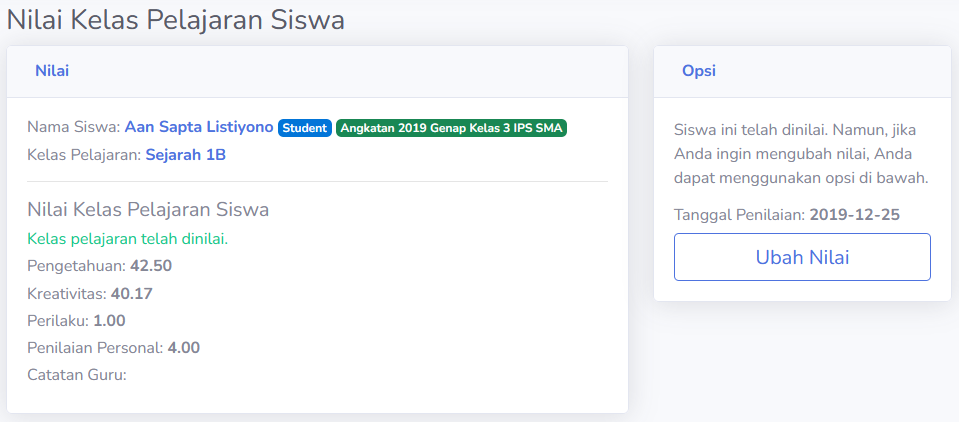 Nilai Kelas Pelajaran Siswa
Nilai
Nama Siswa: Aan Sapta Listiyono Student Angkatan 2019 Genap Kelas 3 IPS SMA
Kelas Pelajaran: Sejarah 1B
Nilai Kelas Pelajaran Siswa
Kelas pelajaran telah dinilai.
Pengetahuan: 42.50
Kreativitas: 40.17
Perilaku: 1.00
Penilaian Personal: 4.00
Catatan Guru:
Opsi
Siswa ini telah dinilai. Namun, jika
Anda ingin mengubah nilai, Anda
dapat menggunakan opsi di bawah.
Tanggal Penilaian: 2019-12-25
Ubah Nilai